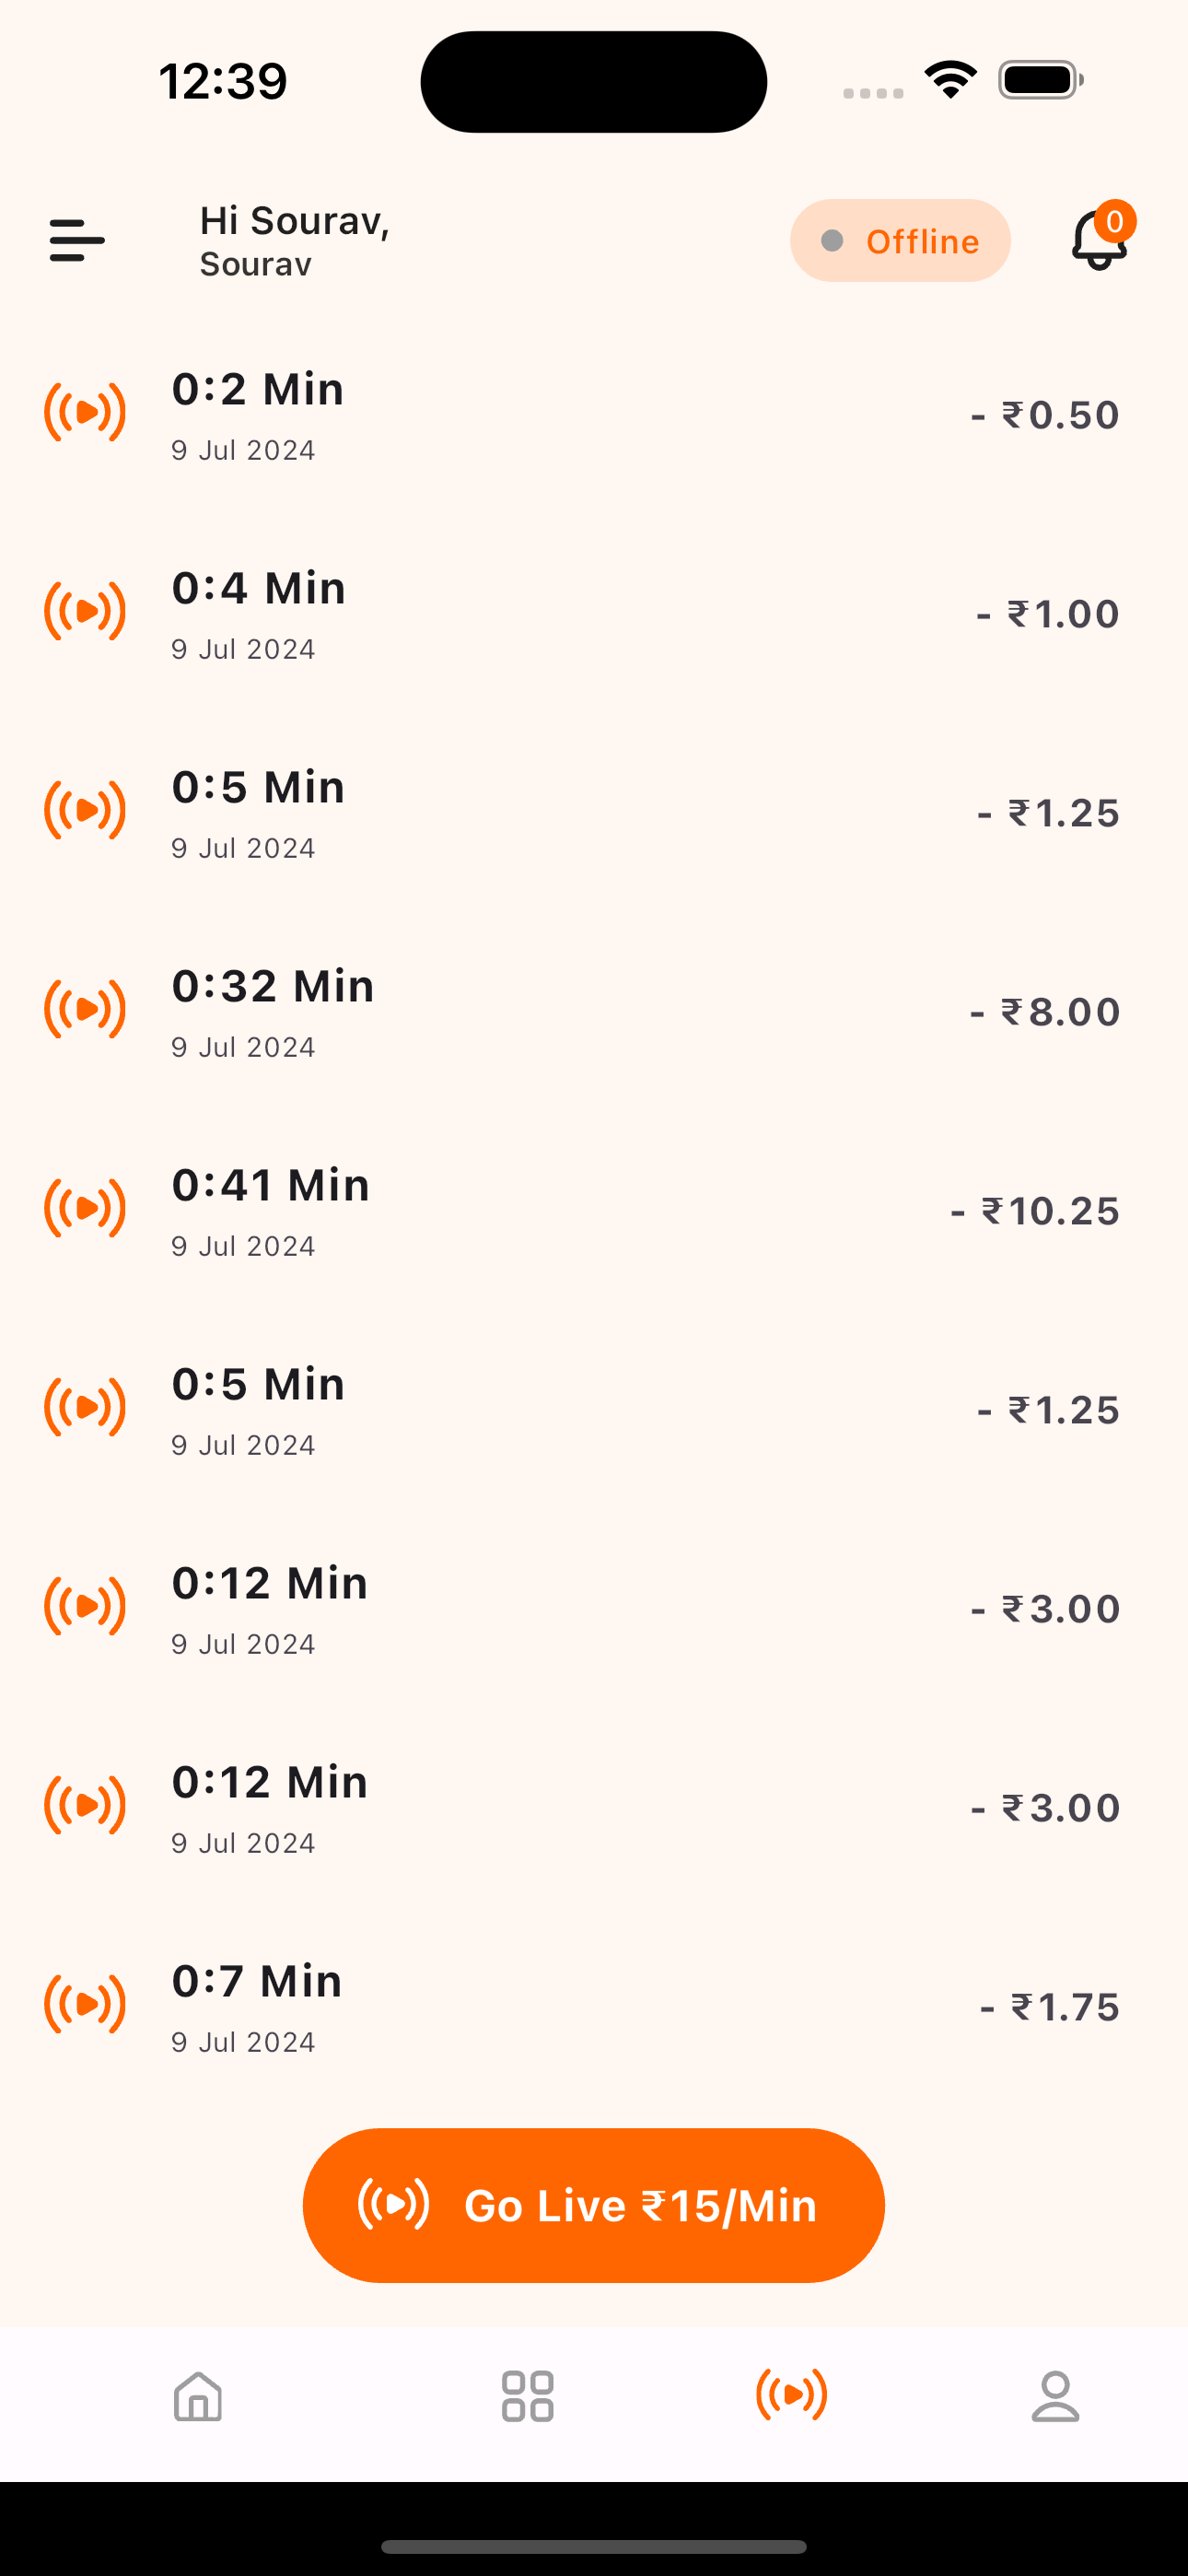 12:39
Hi Sourav,
Sourav
Offline
0
0:2 Min
9 Jul 2024
- ₹0.50
0:4 Min
9 Jul 2024
- ₹1.00
0:5 Min
9 Jul 2024
- ₹1.25
0:32 Min
9 Jul 2024
- ₹8.00
0:41 Min
9 Jul 2024
- ₹10.25
0:5 Min
9 Jul 2024
- ₹1.25
0:12 Min
9 Jul 2024
- ₹3.00
0:12 Min
9 Jul 2024
- ₹3.00
0:7 Min
9 Jul 2024
- ₹1.75
Go Live ₹15/Min